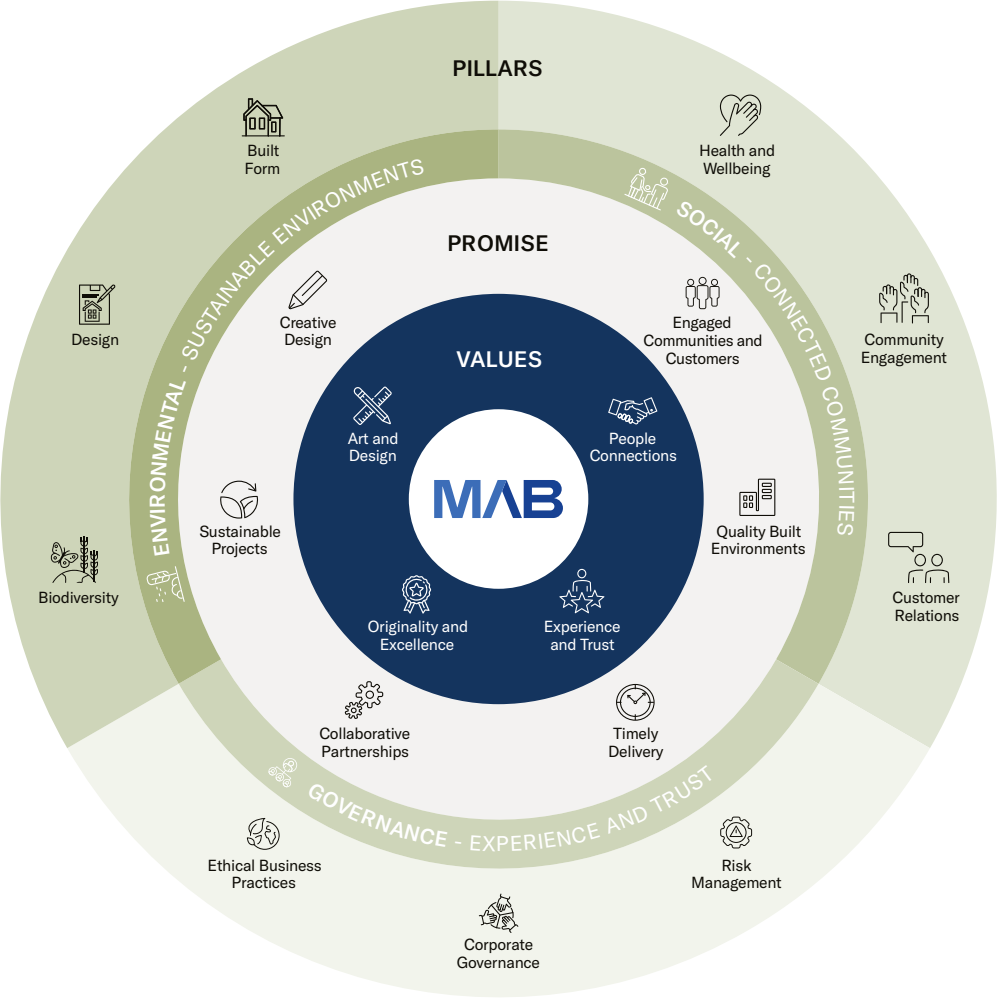 PILLARS
Built
Form
Health and
Wellbeing
ENVIRONMENTAL - SUSTAINABLE ENVIRONMENTS
SOCIAL - CONNECTED COMMUNITIES
Design
Community
Engagement
Biodiversity
Customer
Relations
GOVERNANCE - EXPERIENCE AND TRUST
Ethical Business
Practices
Risk
Management
Corporate
Governance
PROMISE
Creative
Design
Engaged
Communities and
Customers
Sustainable
Projects
Quality Built
Environments
Collaborative
Partnerships
Timely
Delivery
VALUES
Art and
Design
People
Connections
MAB
Originality and
Excellence
Experience
and Trust